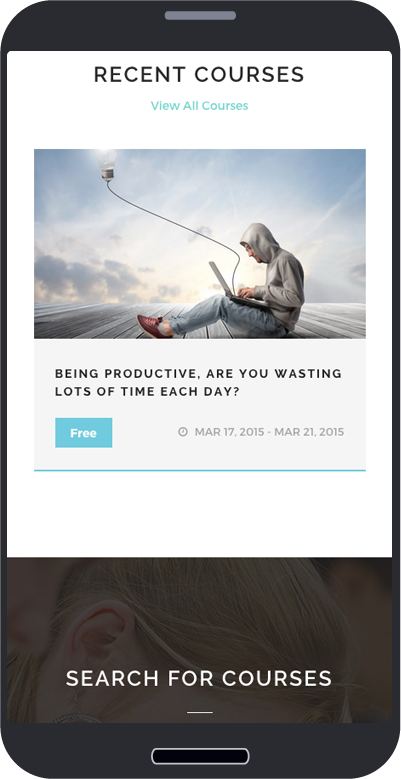 RECENT COURSES
View All Courses
BEING PRODUCTIVE, ARE YOU WASTING
LOTS OF TIME EACH DAY?
Free
MAR 17, 2015 - MAR 21, 2015
SEARCH FOR COURSES